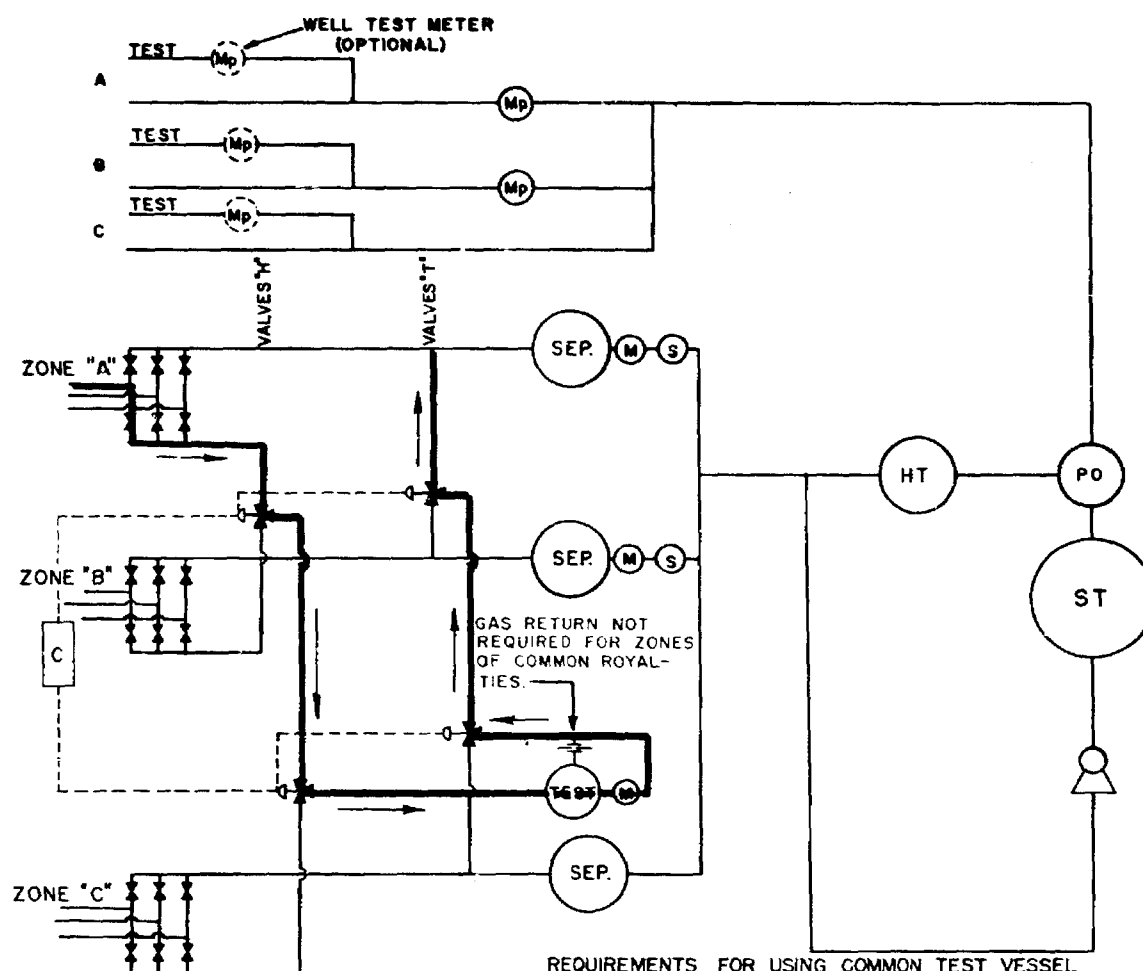 WELL TEST METER
(OPTIONAL)
TEST
Mp
A
Mp
TEST
Mp
B
Mp
TEST
Mp
C
VALVES "H"
VALVES "T"
SEP.
M
S
ZONE "A"
HT
PO
SEP.
M
S
ZONE "B"
ST
GAS RETURN NOT
REQUIRED FOR ZONES
OF COMMON ROYAL-
TIES.
C
TEST
M
SEP.
ZONE "C"
REQUIREMENTS FOR USING COMMON TEST VESSEL